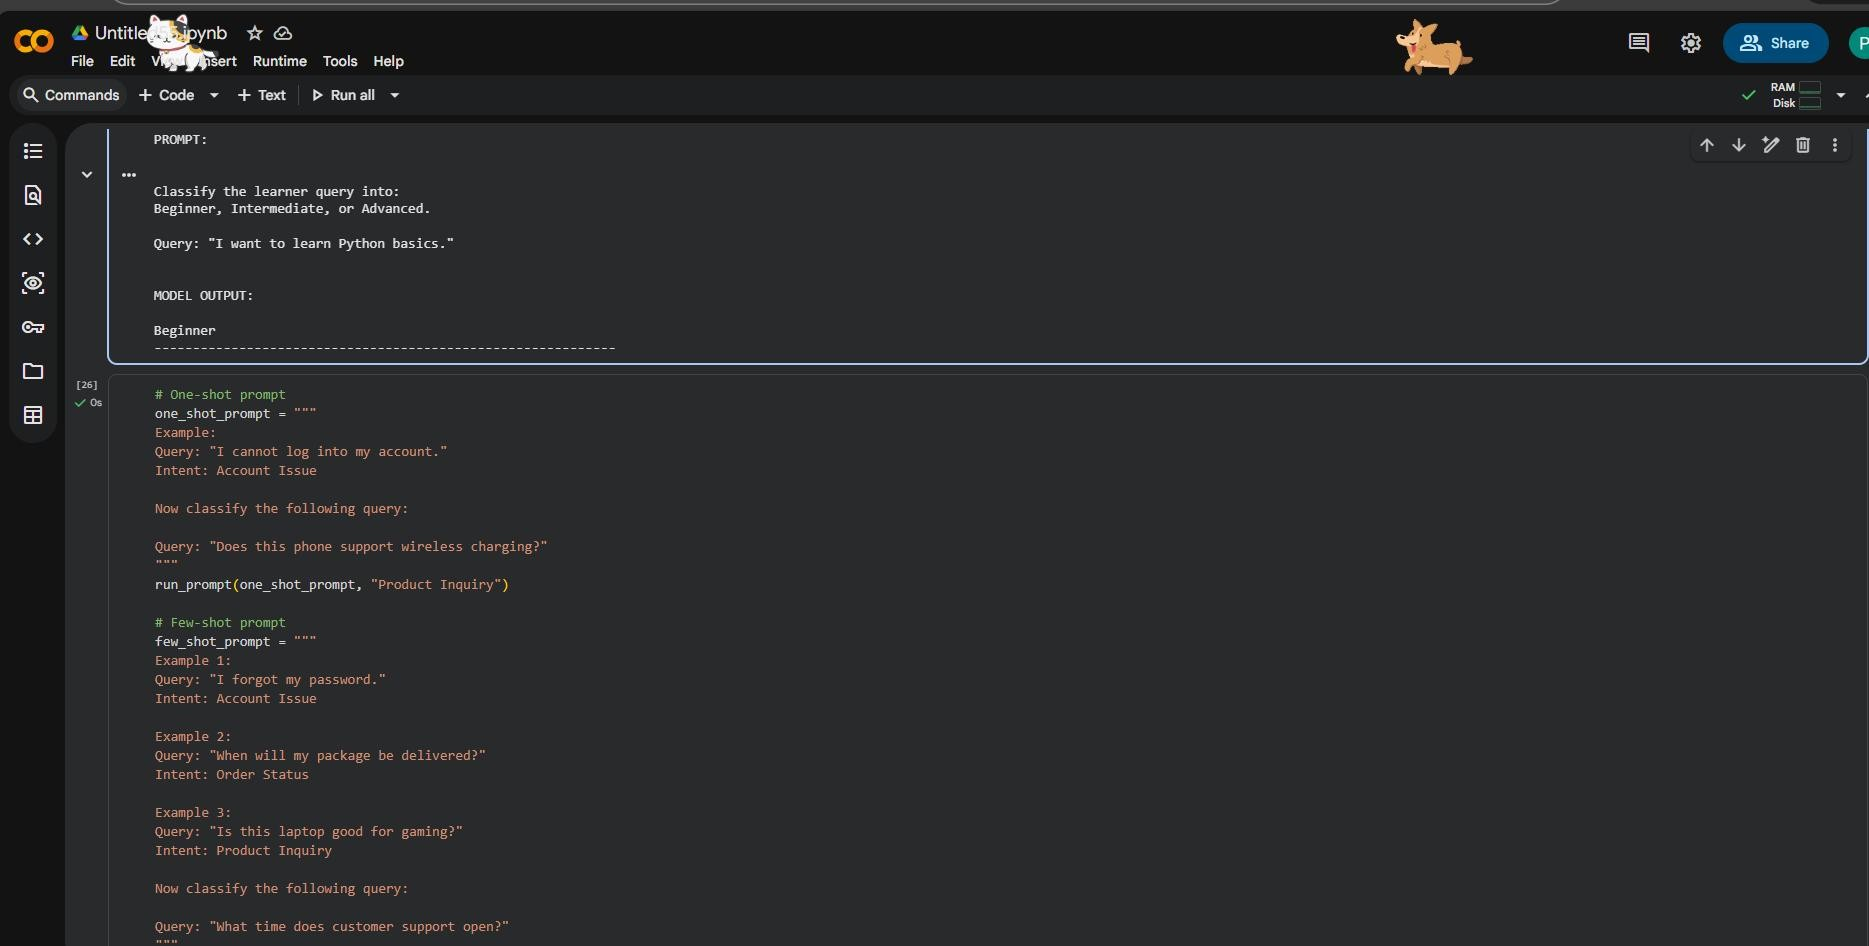 Untitle 55.ipynb
File Edit nsert Runtime Tools Help
Share
Commands + Code + Text Run all
RAM
Disk
P
PROMPT:
Classify the learner query into:
Beginner, Intermediate, or Advanced.
Query: "I want to learn Python basics."
MODEL OUTPUT:
Beginner
------------------------------------------------------------
[26]
0s
# One-shot prompt
one_shot_prompt = """
Example:
Query: "I cannot log into my account."
Intent: Account Issue
Now classify the following query:
Query: "Does this phone support wireless charging?"
"""
run_prompt(one_shot_prompt, "Product Inquiry")
# Few-shot prompt
few_shot_prompt = """
Example 1:
Query: "I forgot my password."
Intent: Account Issue
Example 2:
Query: "When will my package be delivered?"
Intent: Order Status
Example 3:
Query: "Is this laptop good for gaming?"
Intent: Product Inquiry
Now classify the following query:
Query: "What time does customer support open?"
"""